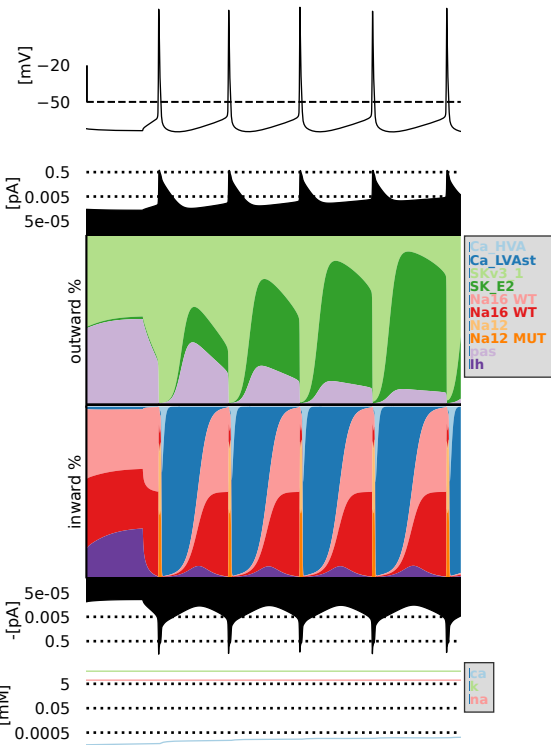 [mV]
−20
−50
[pA]
0.5
0.005
5e-05
outward %
Ca_HVA
Ca_LVAst
SKv3_1
SK_E2
Na16 WT
Na16 WT
Na12
Na12 MUT
pas
Ih
inward %
-[pA]
5e-05
0.005
0.5
[mM]
5
0.05
0.0005
ca
k
na